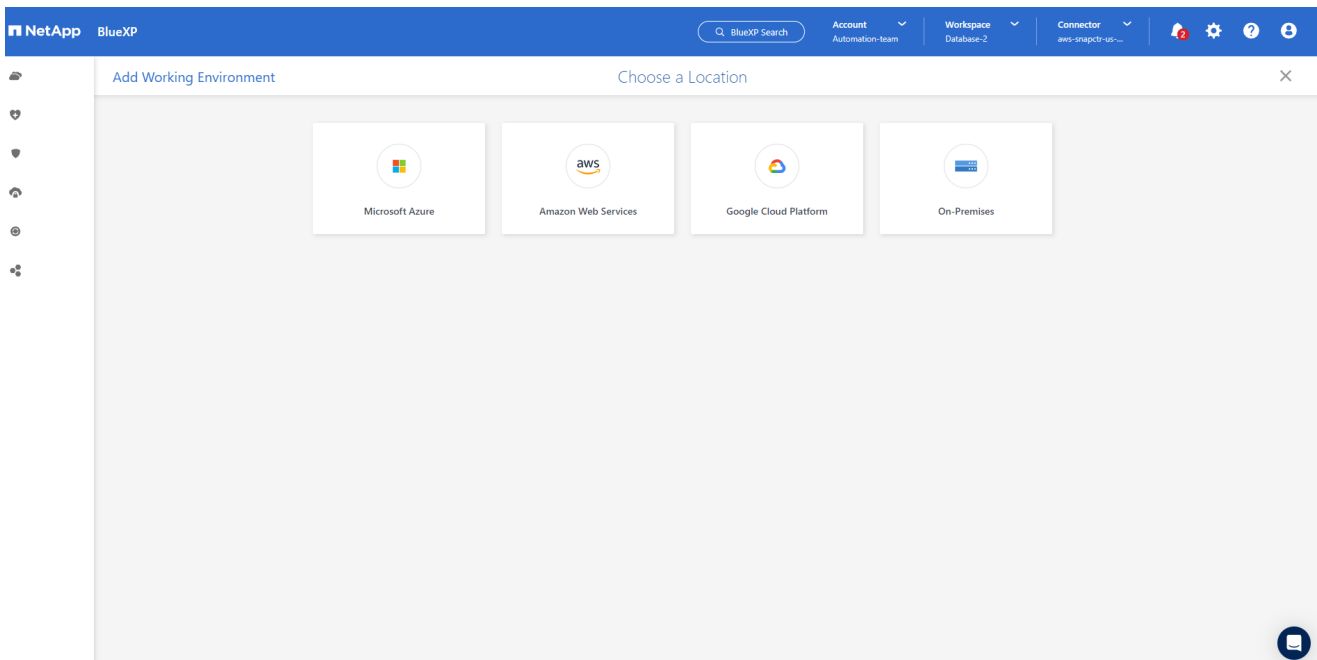 NetApp BlueXP
BlueXP Search
Account
Automation-team
Workspace
Database-2
Connector
aws-snapctr-us-...
2
Add Working Environment
Choose a Location
aws
Microsoft Azure
Amazon Web Services
Google Cloud Platform
On-Premises